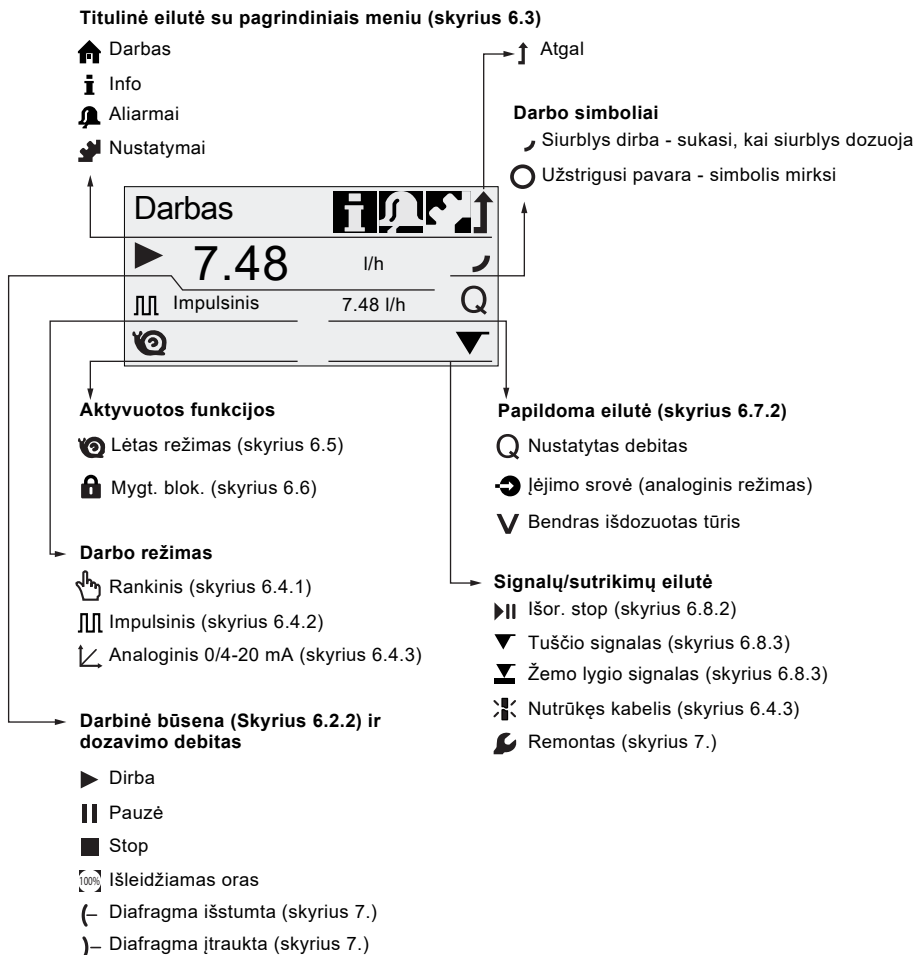 Titulinė eilutė su pagrindiniais meniu (skyrius 6.3)
Darbas
Info
Aliarmai
Nustatymai
Atgal
Darbo simboliai
Siurblys dirba - sukasi, kai siurblys dozuoja
Užstrigusi pavara - simbolis mirksi
Darbas
7.48 l/h
Impulsinis 7.48 l/h Q
Aktyvuotos funkcijos
Lėtas režimas (skyrius 6.5)
Mygt. blok. (skyrius 6.6)
Papildoma eilutė (skyrius 6.7.2)
Q Nustatytas debitas
Įėjimo srovė (analoginis režimas)
V Bendras išdozuotas tūris
Darbo režimas
Rankinis (skyrius 6.4.1)
Impulsinis (skyrius 6.4.2)
Analoginis 0/4-20 mA (skyrius 6.4.3)
Signalų/sutrikimų eilutė
Išor. stop (skyrius 6.8.2)
Tuščio signalas (skyrius 6.8.3)
Žemo lygio signalas (skyrius 6.8.3)
Nutrūkęs kabelis (skyrius 6.4.3)
Remontas (skyrius 7.)
Darbinė būsena (Skyrius 6.2.2) ir
dozavimo debitas
Dirba
Pauzė
Stop
100% Išleidžiamas oras
Diafragma išstumta (skyrius 7.)
Diafragma įtraukta (skyrius 7.)